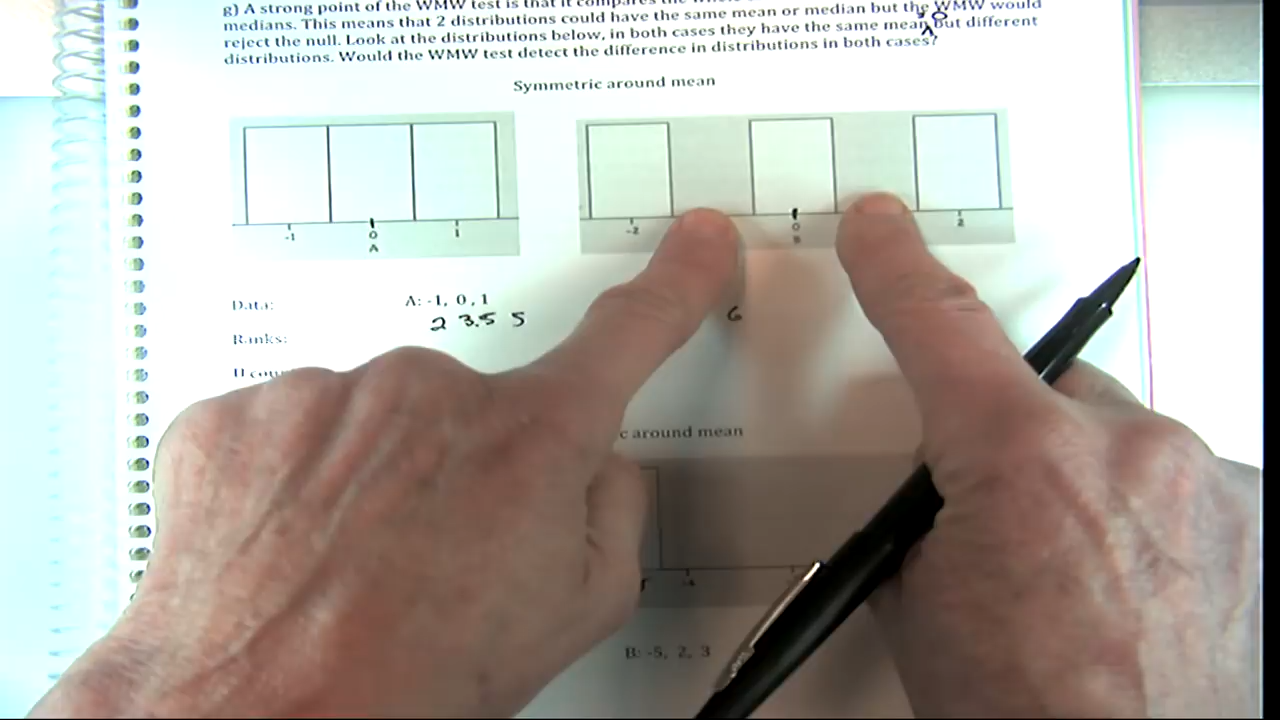 g) A strong point of the WMW test is that it compares the
medians. This means that 2 distributions could have the same mean or median but the WMW would
reject the null. Look at the distributions below, in both cases they have the same mean but different
distributions. Would the WMW test detect the difference in distributions in both cases?
Symmetric around mean
-1 0 1
A
-2 0 2
B
Data: A: -1, 0, 1
2 3.5 5 6
Ranks:
around mean
-4
B: -5, 2, 3